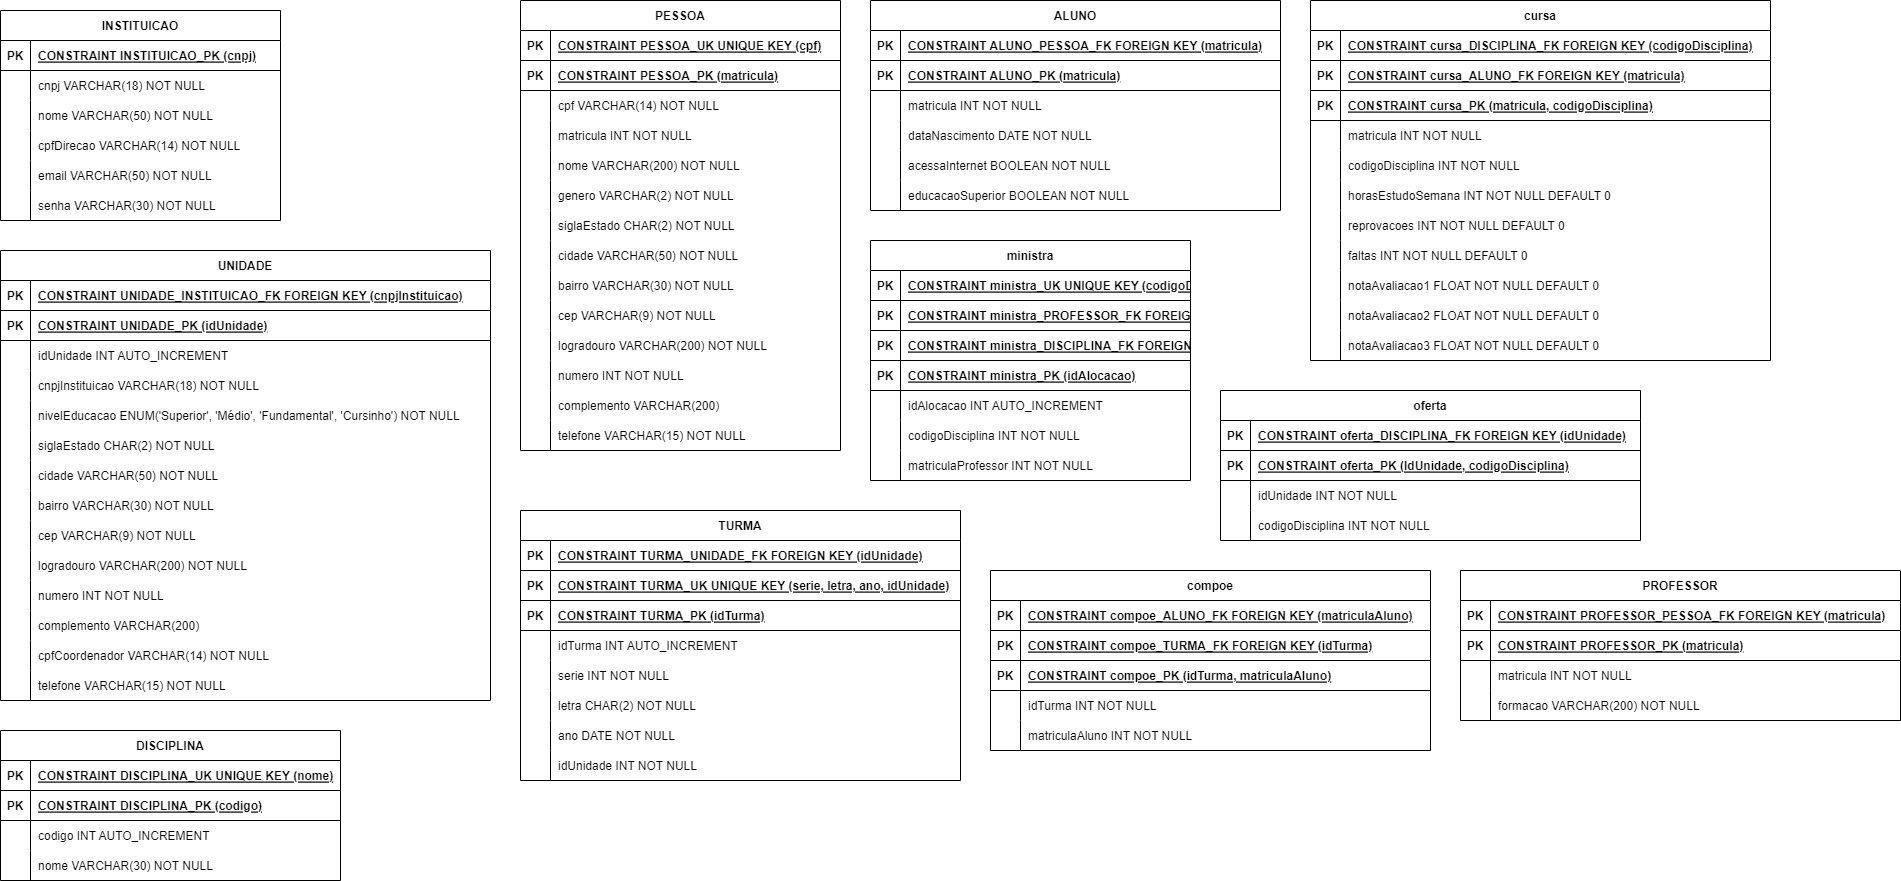 INSTITUICAO
PK CONSTRAINT INSTITUICAO_PK (cnpj)
cnpj VARCHAR(18) NOT NULL
nome VARCHAR(50) NOT NULL
cpfDirecao VARCHAR(14) NOT NULL
email VARCHAR(50) NOT NULL
senha VARCHAR(30) NOT NULL
UNIDADE
PK CONSTRAINT UNIDADE_INSTITUICAO_FK FOREIGN KEY (cnpjInstituicao)
PK CONSTRAINT UNIDADE_PK (idUnidade)
idUnidade INT AUTO_INCREMENT
cnpjInstituicao VARCHAR(18) NOT NULL
nivelEducacao ENUM('Superior', 'Médio', 'Fundamental', 'Cursinho') NOT NULL
siglaEstado CHAR(2) NOT NULL
cidade VARCHAR(50) NOT NULL
bairro VARCHAR(30) NOT NULL
cep VARCHAR(9) NOT NULL
logradouro VARCHAR(200) NOT NULL
numero INT NOT NULL
complemento VARCHAR(200)
cpfCoordenador VARCHAR(14) NOT NULL
telefone VARCHAR(15) NOT NULL
DISCIPLINA
PK CONSTRAINT DISCIPLINA_UK UNIQUE KEY (nome)
PK CONSTRAINT DISCIPLINA_PK (codigo)
codigo INT AUTO_INCREMENT
nome VARCHAR(30) NOT NULL
PESSOA
PK CONSTRAINT PESSOA_UK UNIQUE KEY (cpf)
PK CONSTRAINT PESSOA_PK (matricula)
cpf VARCHAR(14) NOT NULL
matricula INT NOT NULL
nome VARCHAR(200) NOT NULL
genero VARCHAR(2) NOT NULL
siglaEstado CHAR(2) NOT NULL
cidade VARCHAR(50) NOT NULL
bairro VARCHAR(30) NOT NULL
cep VARCHAR(9) NOT NULL
logradouro VARCHAR(200) NOT NULL
numero INT NOT NULL
complemento VARCHAR(200)
telefone VARCHAR(15) NOT NULL
TURMA
PK CONSTRAINT TURMA_UNIDADE_FK FOREIGN KEY (idUnidade)
PK CONSTRAINT TURMA_UK UNIQUE KEY (serie, letra, ano, idUnidade)
PK CONSTRAINT TURMA_PK (idTurma)
idTurma INT AUTO_INCREMENT
serie INT NOT NULL
letra CHAR(2) NOT NULL
ano DATE NOT NULL
idUnidade INT NOT NULL
ALUNO
PK CONSTRAINT ALUNO_PESSOA_FK FOREIGN KEY (matricula)
PK CONSTRAINT ALUNO_PK (matricula)
matricula INT NOT NULL
dataNascimento DATE NOT NULL
acessaInternet BOOLEAN NOT NULL
educacaoSuperior BOOLEAN NOT NULL
ministra
PK CONSTRAINT ministra_UK UNIQUE KEY (codigoD
PK CONSTRAINT ministra_PROFESSOR_FK FOREIG
PK CONSTRAINT ministra_DISCIPLINA_FK FOREIGN
PK CONSTRAINT ministra_PK (idAlocacao)
idAlocacao INT AUTO_INCREMENT
codigoDisciplina INT NOT NULL
matriculaProfessor INT NOT NULL
cursa
PK CONSTRAINT cursa_DISCIPLINA_FK FOREIGN KEY (codigoDisciplina)
PK CONSTRAINT cursa_ALUNO_FK FOREIGN KEY (matricula)
PK CONSTRAINT cursa_PK (matricula, codigoDisciplina)
matricula INT NOT NULL
codigoDisciplina INT NOT NULL
horasEstudoSemana INT NOT NULL DEFAULT 0
reprovacoes INT NOT NULL DEFAULT 0
faltas INT NOT NULL DEFAULT 0
notaAvaliacao1 FLOAT NOT NULL DEFAULT 0
notaAvaliacao2 FLOAT NOT NULL DEFAULT 0
notaAvaliacao3 FLOAT NOT NULL DEFAULT 0
oferta
PK CONSTRAINT oferta_DISCIPLINA_FK FOREIGN KEY (idUnidade)
PK CONSTRAINT oferta_PK (IdUnidade, codigoDisciplina)
idUnidade INT NOT NULL
codigoDisciplina INT NOT NULL
compoe
PK CONSTRAINT compoe_ALUNO_FK FOREIGN KEY (matriculaAluno)
PK CONSTRAINT compoe_TURMA_FK FOREIGN KEY (idTurma)
PK CONSTRAINT compoe_PK (idTurma, matriculaAluno)
idTurma INT NOT NULL
matriculaAluno INT NOT NULL
PROFESSOR
PK CONSTRAINT PROFESSOR_PESSOA_FK FOREIGN KEY (matricula)
PK CONSTRAINT PROFESSOR_PK (matricula)
matricula INT NOT NULL
formacao VARCHAR(200) NOT NULL